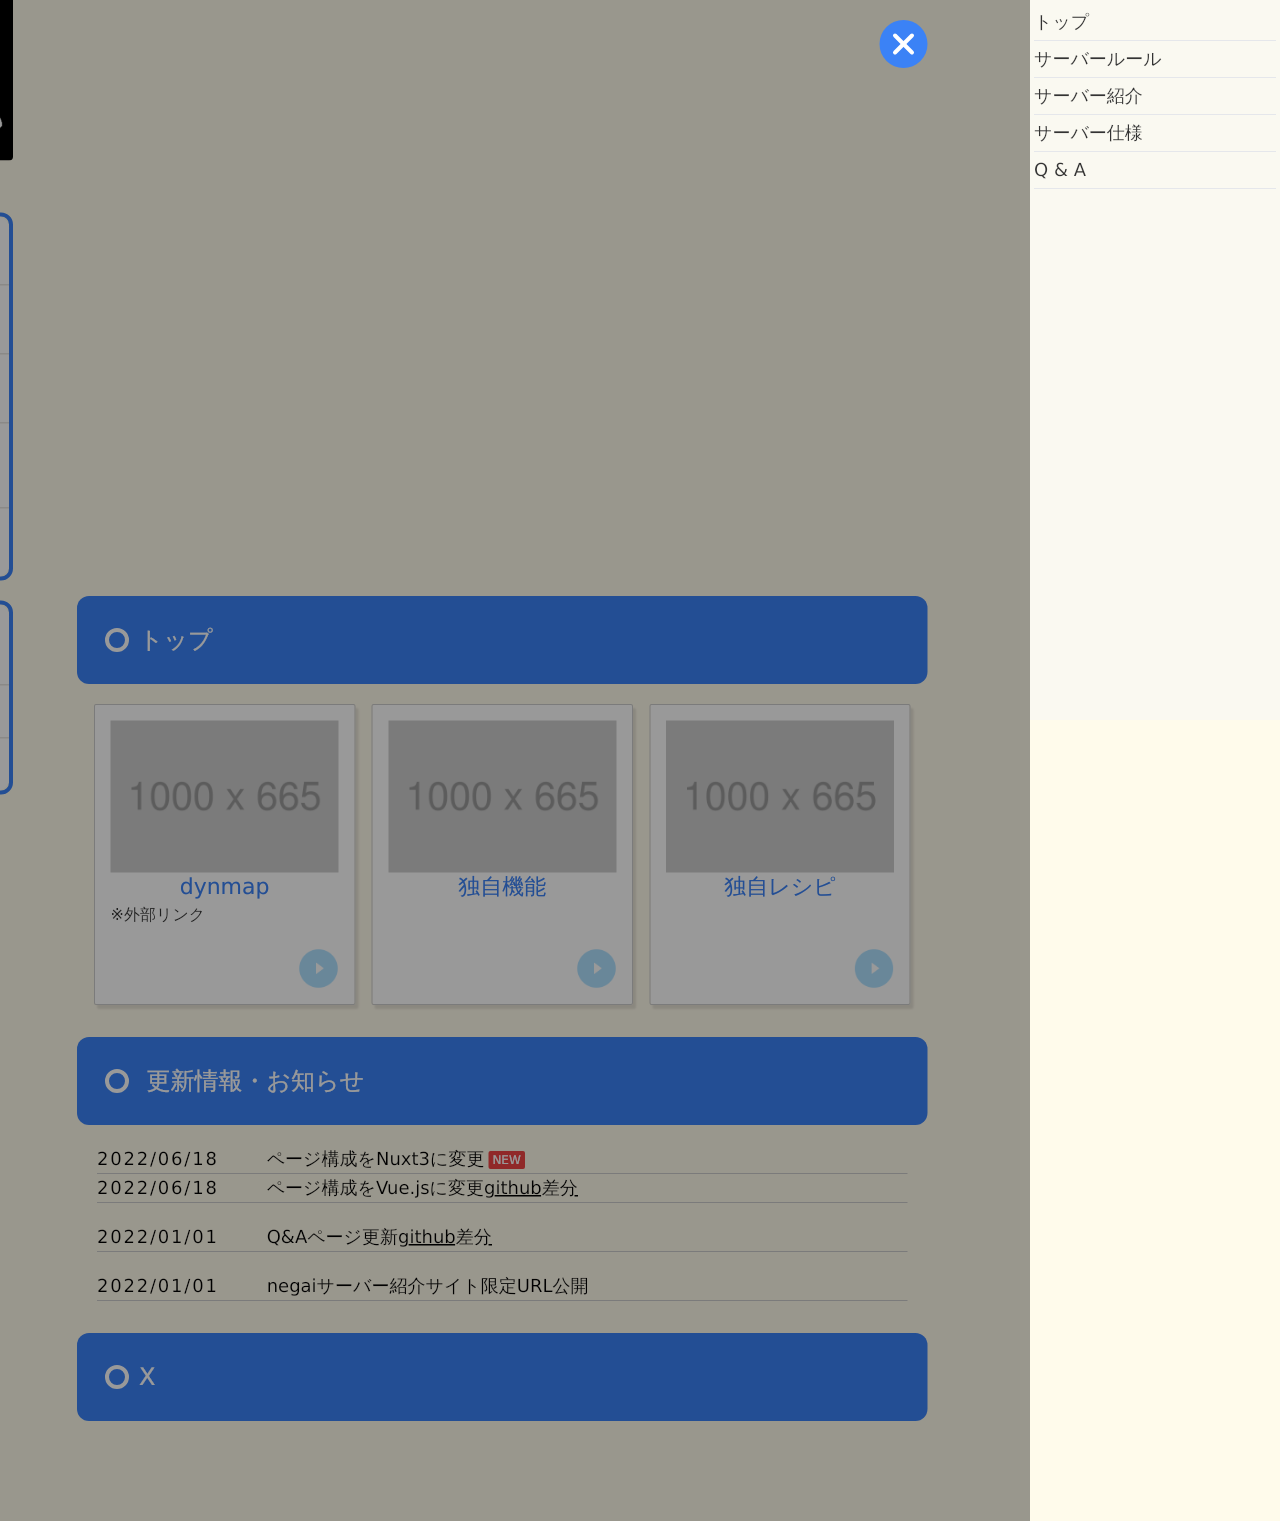 トップ
サーバールール
サーバー紹介
サーバー仕様
Q & A
トップ
1000 x 665
1000 x 665
1000 x 665
dynmap
独自機能
独自レシピ
※外部リンク
更新情報・お知らせ
2022/06/18 ページ構成をNuxt3に変更 NEW
2022/06/18 ページ構成をVue.jsに変更github差分
2022/01/01 Q&Aページ更新github差分
2022/01/01 negaiサーバー紹介サイト限定URL公開
X